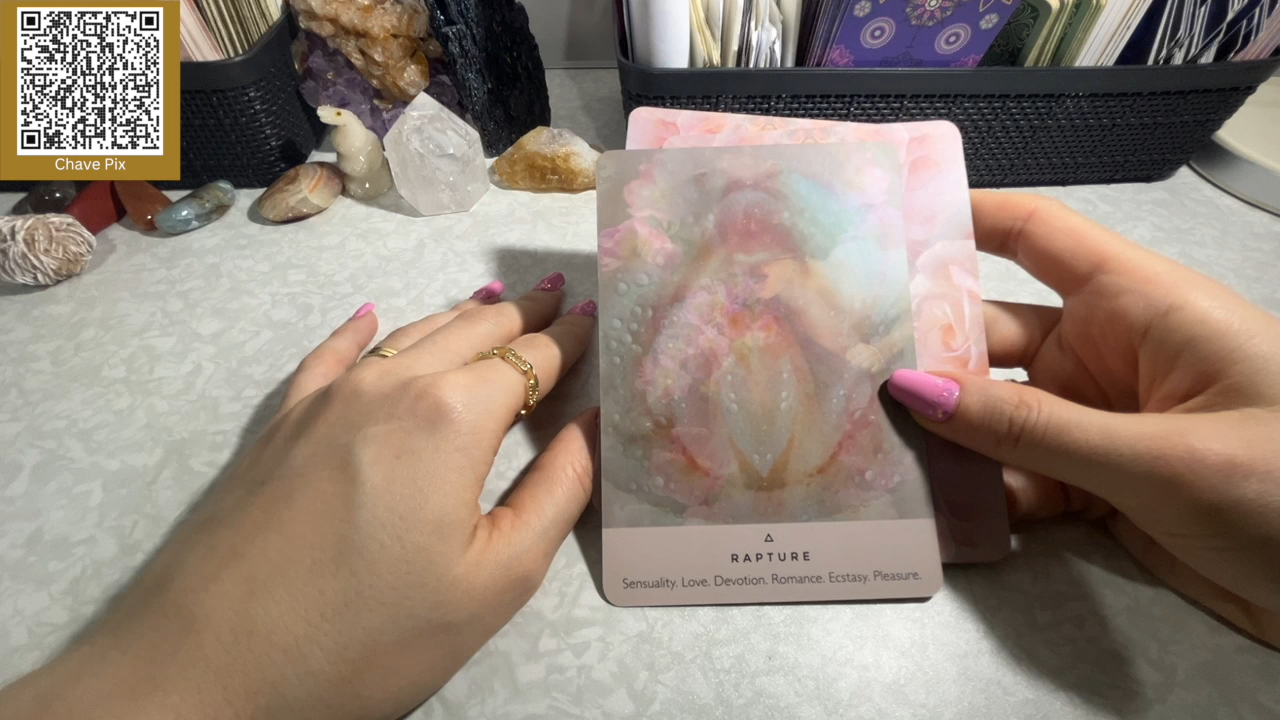 Chave Pix
RAPTURE
Sensuality. Love. Devotion. Romance. Ecstasy. Pleasure.